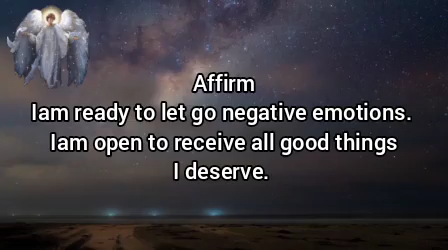 Affirm
Iam ready to let go negative emotions.
Iam open to receive all good things
I deserve.